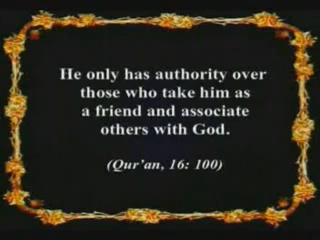 He only has authority over
those who take him as
a friend and associate
others with God.
(Qur'an, 16: 100)